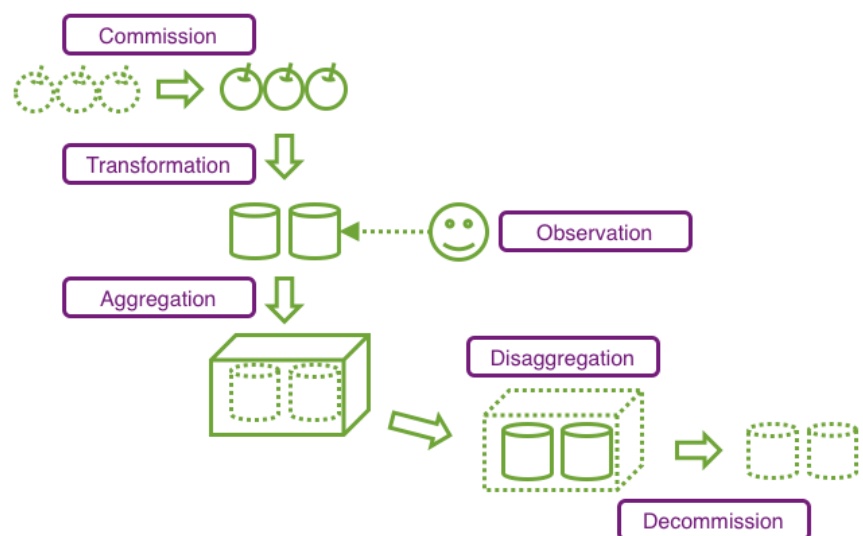 Commission
Transformation
Observation
Aggregation
Disaggregation
Decommission